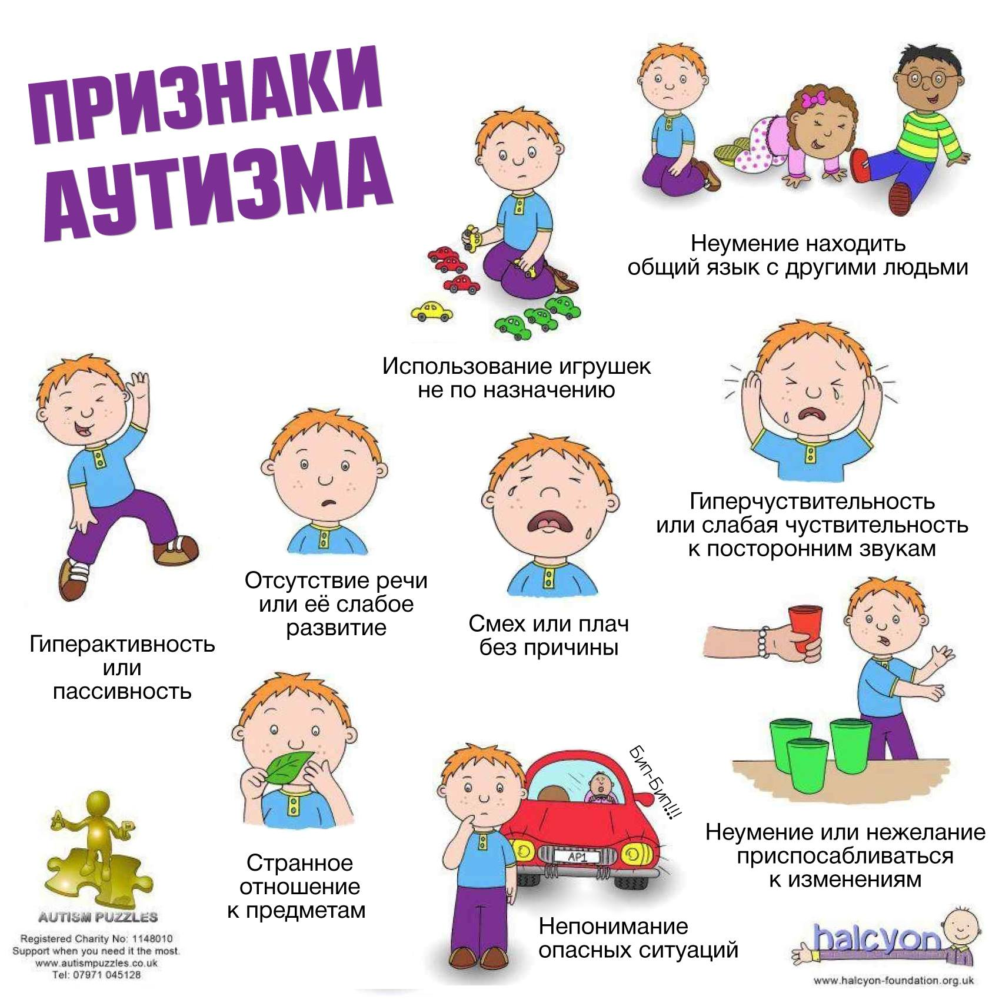 ПРИЗНАКИ
АУТИЗМА
Неумение находить
общий язык с другими людьми
Использование игрушек
не по назначению
Гиперчуствительность
или слабая чуствительность
к посторонним звукам
Отсутствие речи
или её слабое
развитие
Смех или плач
без причины
Гиперактивность
или
пассивность
Странное
отношение
к предметам
Бип-Бип!!!
AP1
Непонимание
опасных ситуаций
Неумение или нежелание
приспосабливаться
к изменениям
A P
AUTISM PUZZLES
Registered Charity No: 1148010
Support when you need it the most.
www.autismpuzzles.co.uk
Tel: 07971 045128
halcyon
www.halcyon-foundation.org.uk